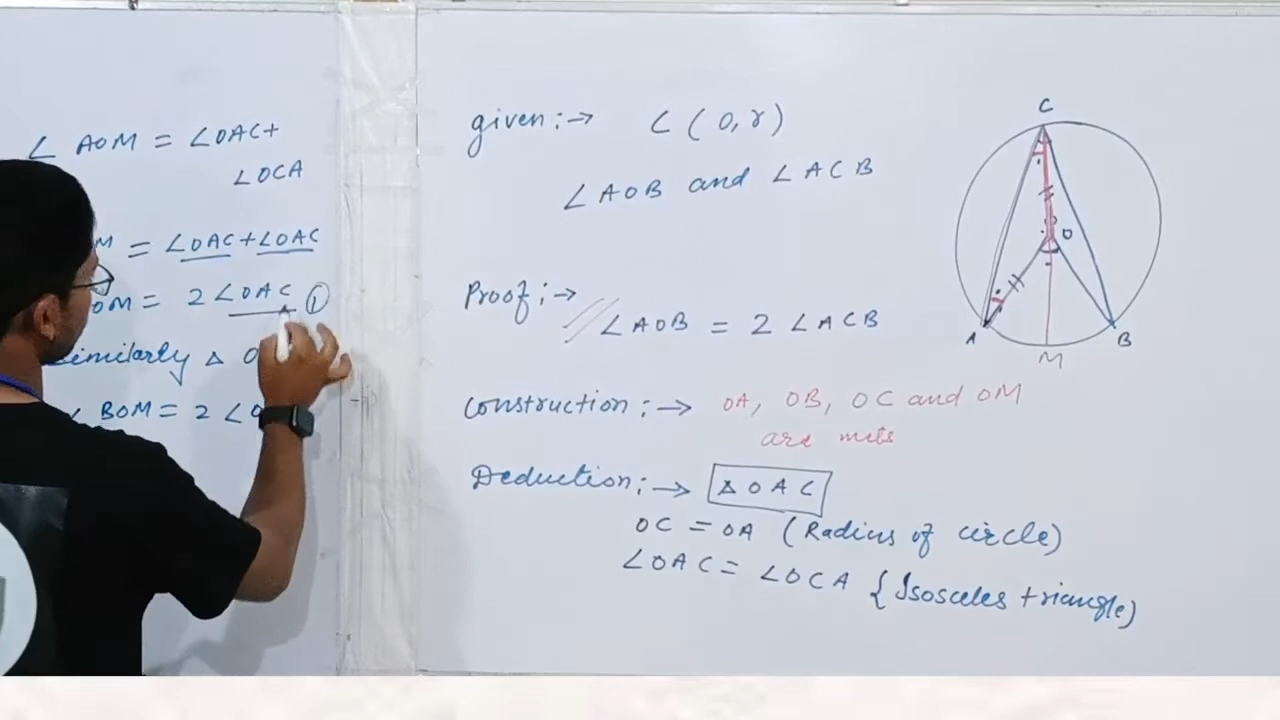 ∠ AOM = ∠OAC+
∠OCA
M = ∠OAC+∠OAC
OM = 2∠OAC ①
Similarly △ O
∠ BOM = 2 ∠O
given :→ ∠(O,r)
∠AOB and ∠ACB
Proof :→
∠AOB = 2 ∠ACB
Construction :→ OA, OB, OC and OM
are mets
Deduction :→ △OAC
OC = OA (Radius of circle)
∠OAC = ∠OCA {Isosceles triangle)
C
O
A
B
M